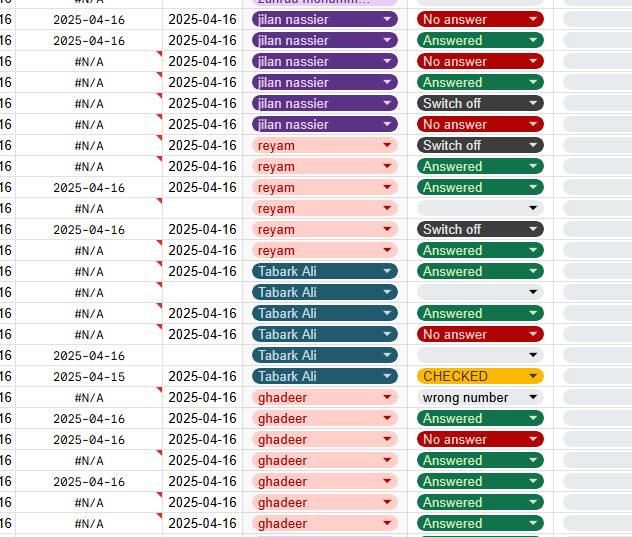 #N/A
16 2025-04-16 2025-04-16 jilan nassier No answer
16 2025-04-16 2025-04-16 jilan nassier Answered
16 #N/A 2025-04-16 jilan nassier No answer
16 #N/A 2025-04-16 jilan nassier Answered
16 #N/A 2025-04-16 jilan nassier Switch off
16 #N/A 2025-04-16 jilan nassier No answer
16 #N/A 2025-04-16 reyam Switch off
16 #N/A 2025-04-16 reyam Answered
16 2025-04-16 2025-04-16 reyam Answered
16 #N/A reyam
16 2025-04-16 2025-04-16 reyam Switch off
16 #N/A 2025-04-16 reyam Answered
16 #N/A 2025-04-16 Tabark Ali Answered
16 #N/A Tabark Ali
16 #N/A 2025-04-16 Tabark Ali Answered
16 #N/A 2025-04-16 Tabark Ali No answer
16 2025-04-16 Tabark Ali
16 2025-04-15 2025-04-16 Tabark Ali CHECKED
16 #N/A 2025-04-16 ghadeer wrong number
16 2025-04-16 2025-04-16 ghadeer Answered
16 2025-04-16 2025-04-16 ghadeer No answer
16 #N/A 2025-04-16 ghadeer Answered
16 2025-04-16 2025-04-16 ghadeer Answered
16 #N/A 2025-04-16 ghadeer Answered
16 #N/A 2025-04-16 ghadeer Answered